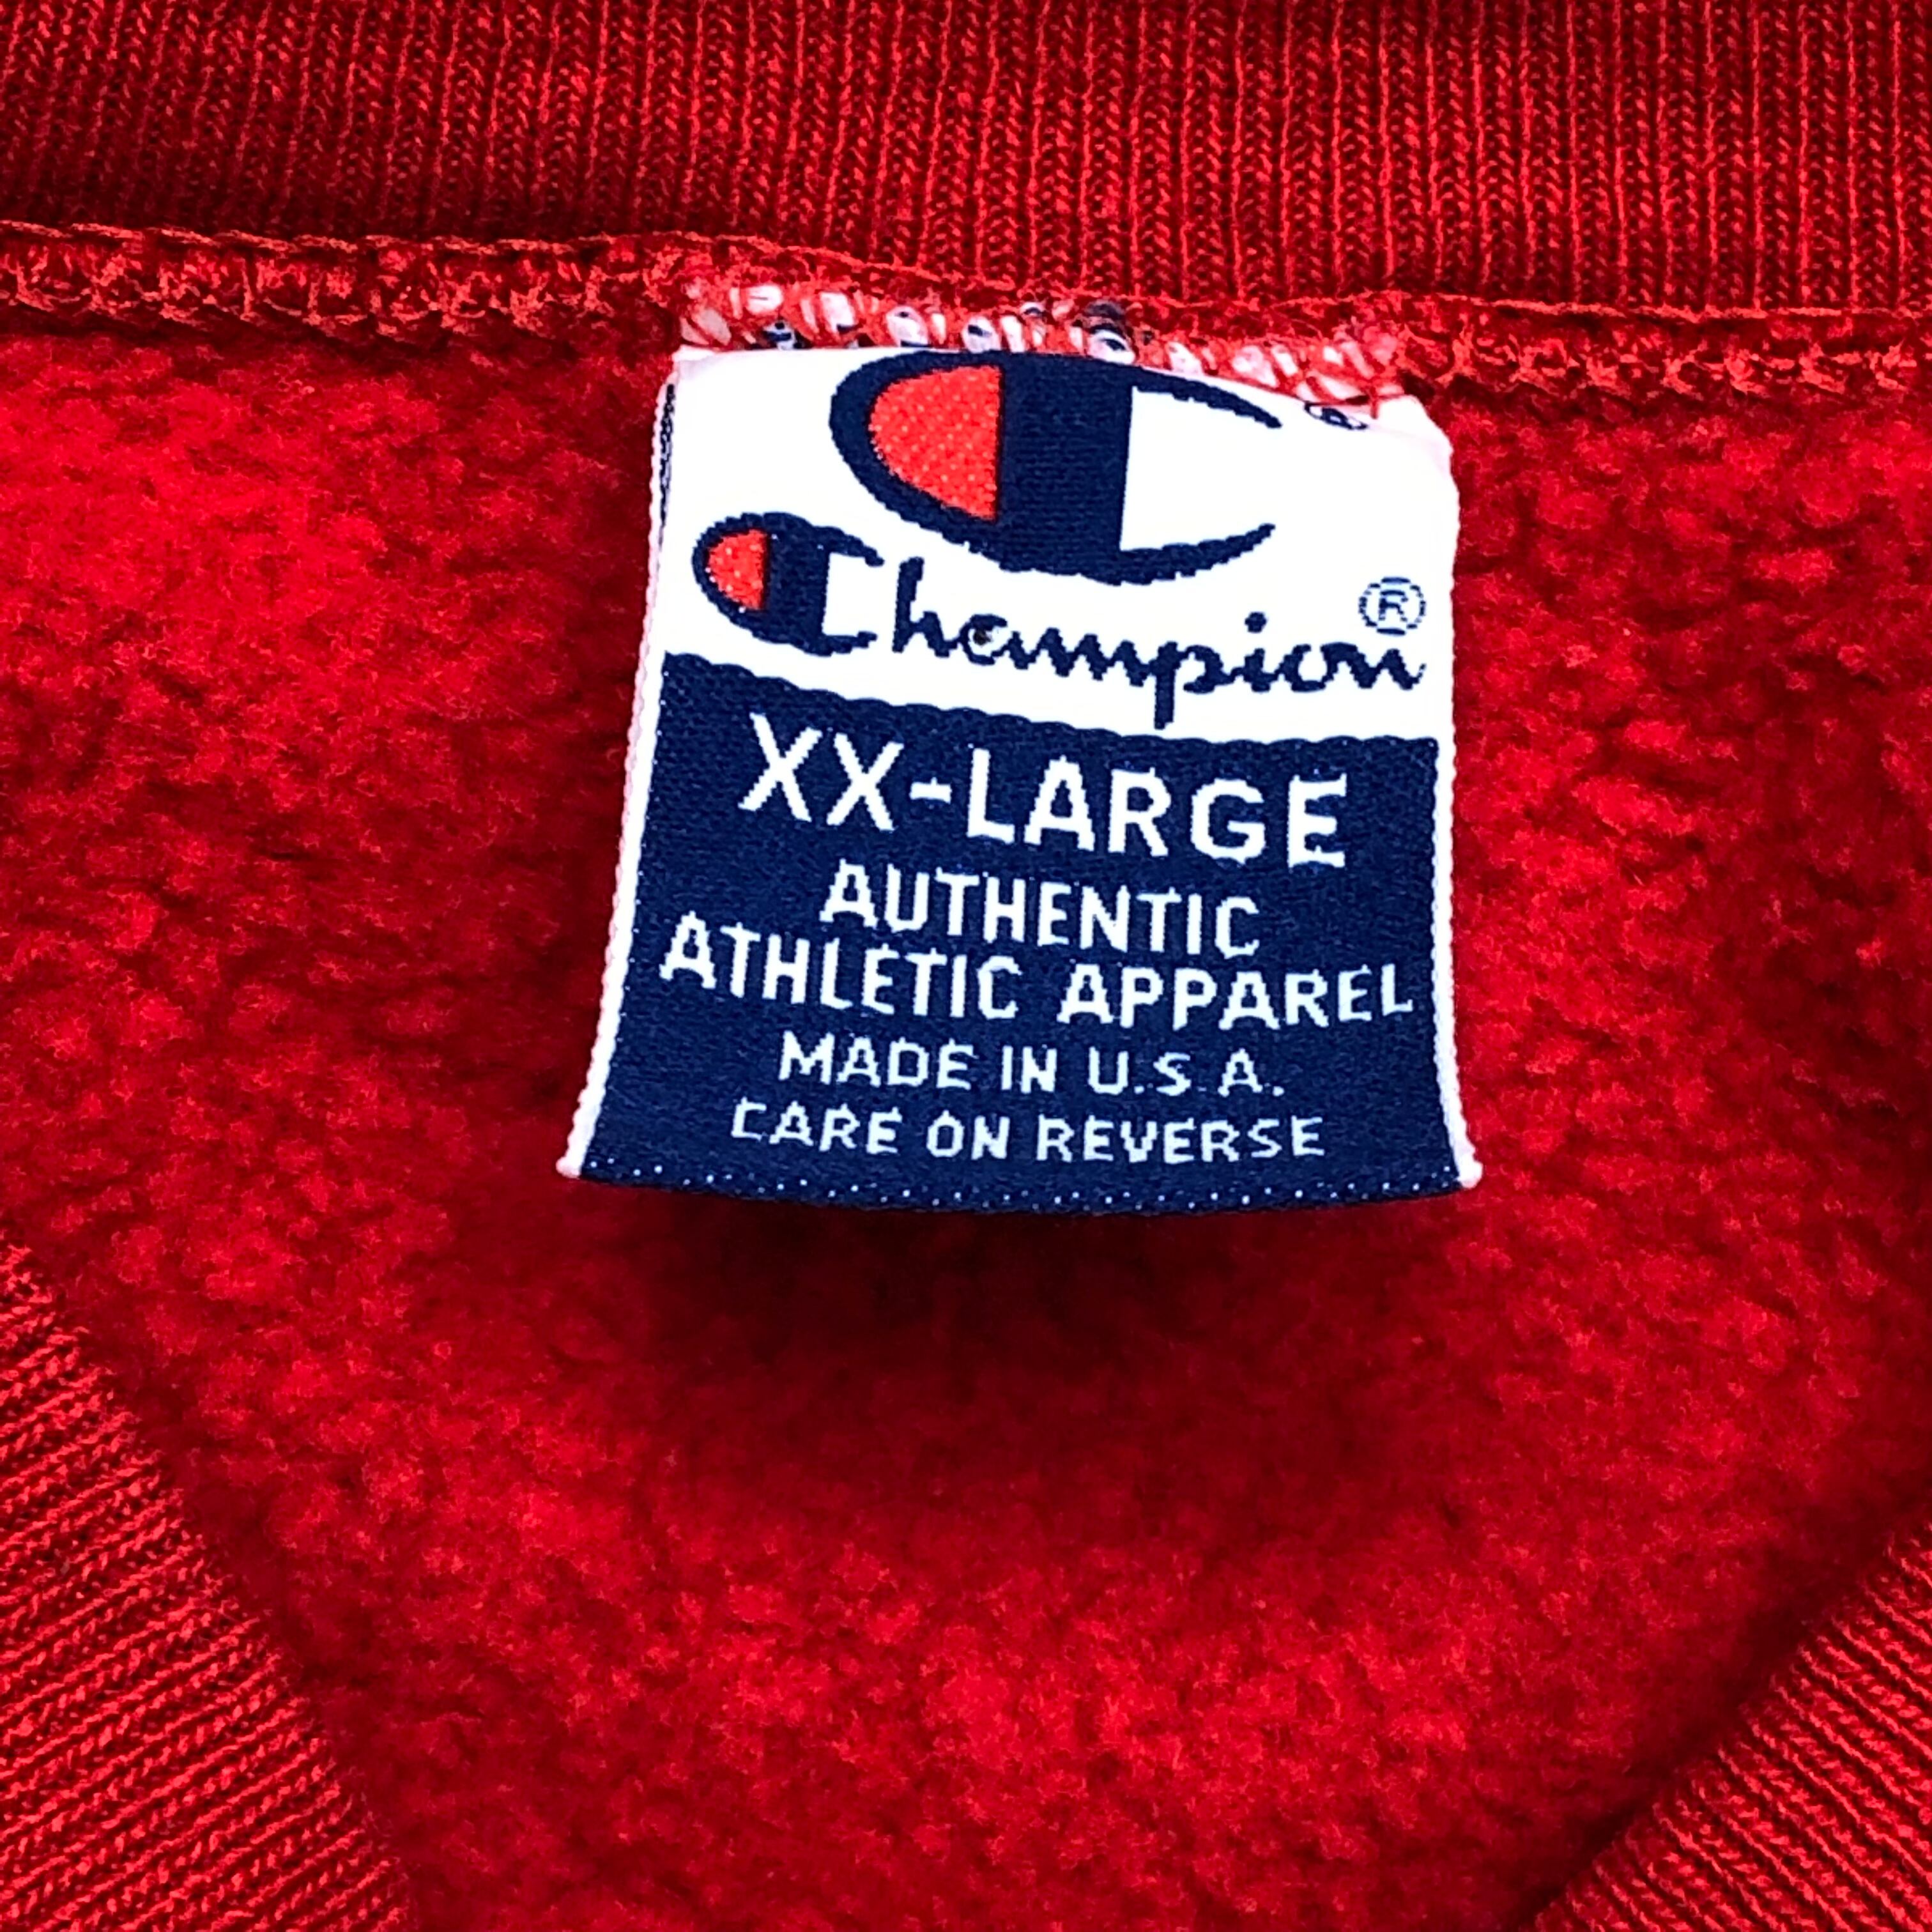 Champion®
XX-LARGE
AUTHENTIC
ATHLETIC APPAREL
MADE IN U.S.A.
CARE ON REVERSE